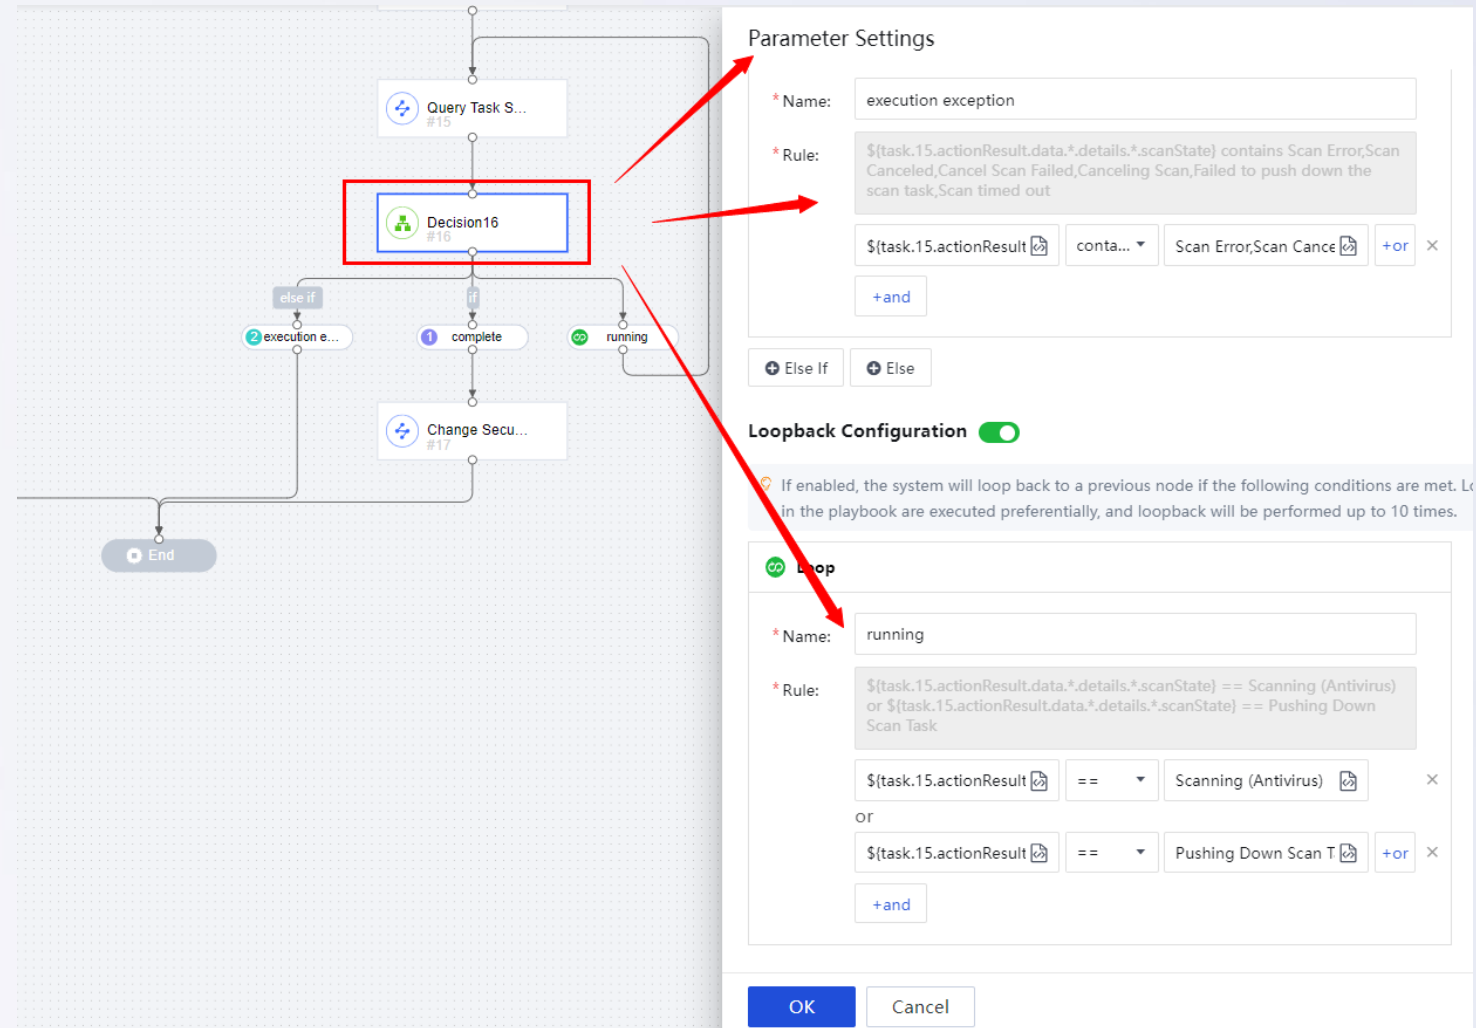 Query Task S...
#15
Decision16
#16
else if
if
2 execution e...
1 complete
running
Change Secu...
#17
End
Parameter Settings
* Name:
execution exception
* Rule:
${task.15.actionResult.data.*.details.*.scanState} contains Scan Error,Scan
Canceled,Cancel Scan Failed,Canceling Scan,Failed to push down the
scan task,Scan timed out
${task.15.actionResult
conta...
Scan Error,Scan Cance
+or
+and
Else If
Else
Loopback Configuration
If enabled, the system will loop back to a previous node if the following conditions are met.
in the playbook are executed preferentially, and loopback will be performed up to 10 times.
Loop
* Name:
running
* Rule:
${task.15.actionResult.data.*.details.*.scanState} == Scanning (Antivirus)
or ${task.15.actionResult.data.*.details.*.scanState} == Pushing Down
Scan Task
${task.15.actionResult
==
Scanning (Antivirus)
or
${task.15.actionResult
==
Pushing Down Scan T
+or
+and
OK
Cancel